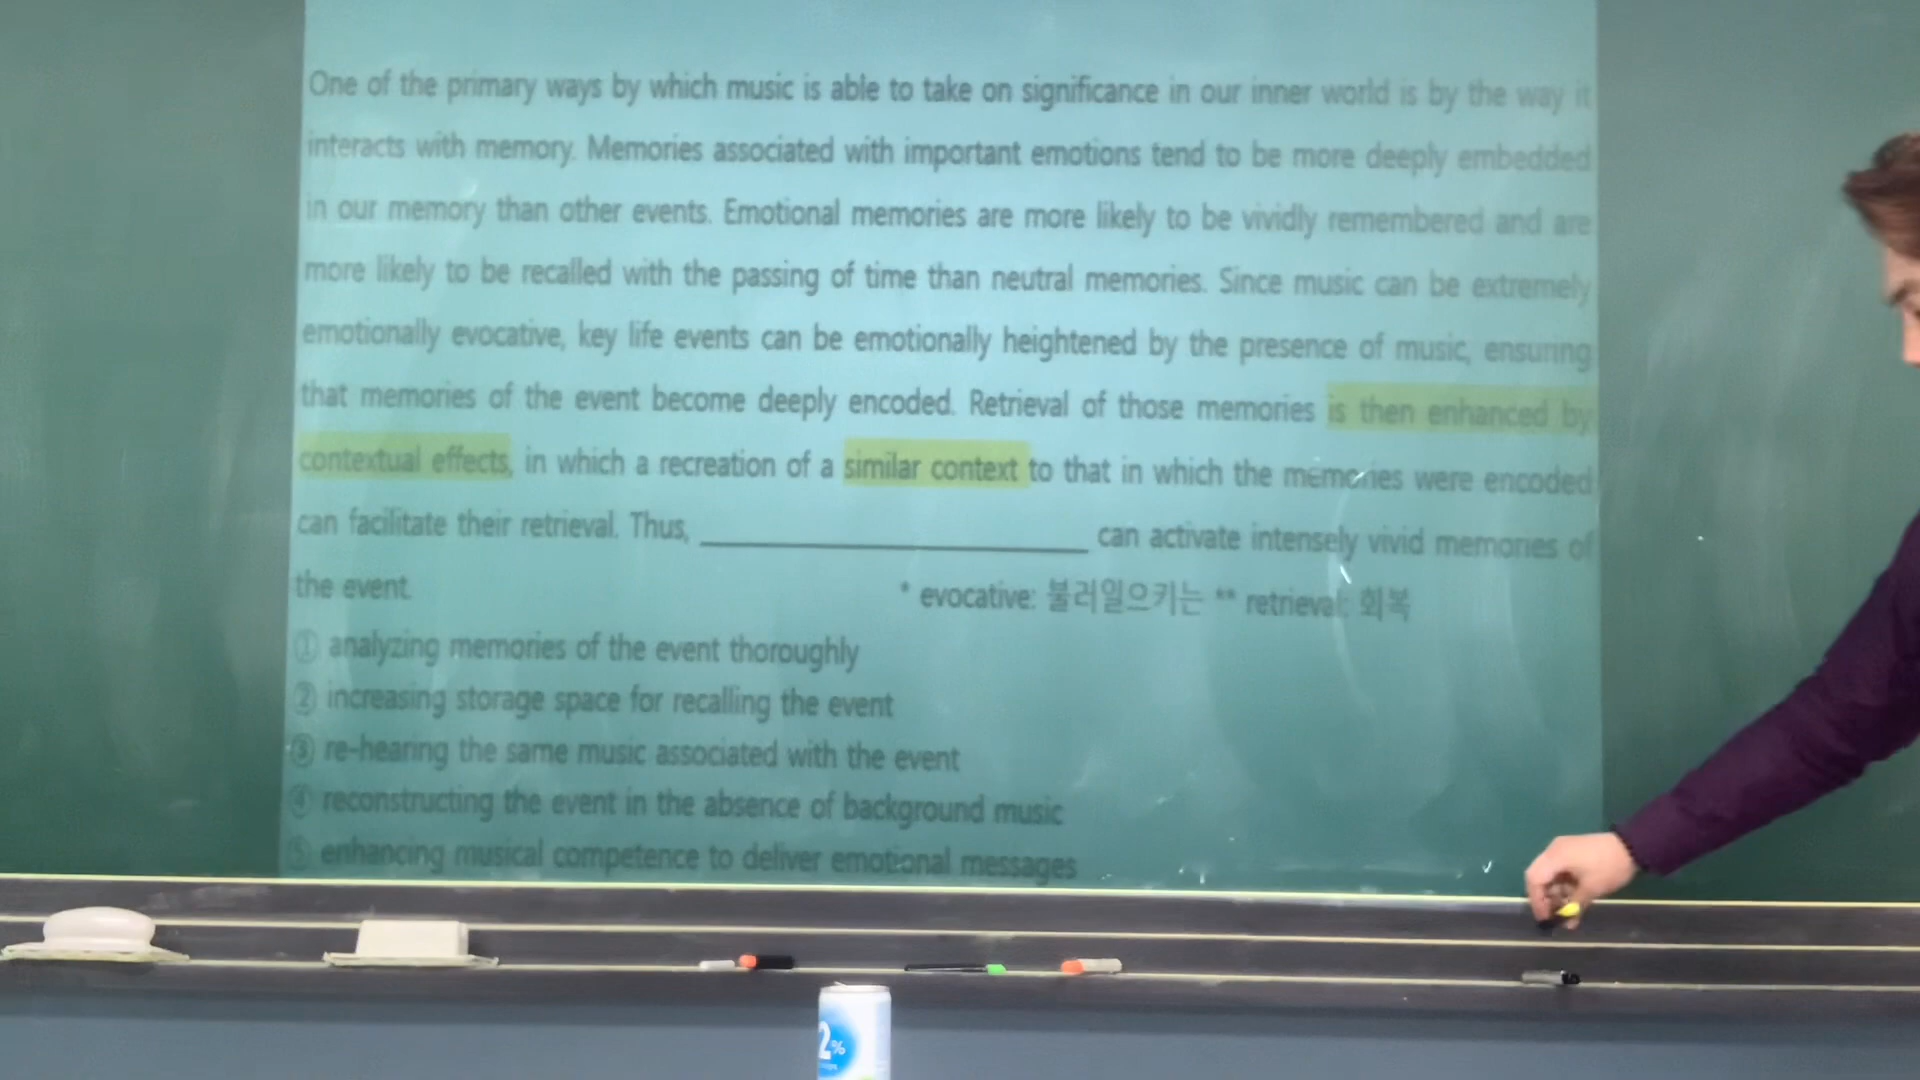 One of the primary ways by which music is able to take on significance in our inner world is by the way it
interacts with memory. Memories associated with important emotions tend to be more deeply embedded
in our memory than other events. Emotional memories are more likely to be vividly remembered and are
more likely to be recalled with the passing of time than neutral memories. Since music can be extremely
emotionally evocative, key life events can be emotionally heightened by the presence of music, ensuring
that memories of the event become deeply encoded. Retrieval of those memories is then enhanced by
contextual effects, in which a recreation of a similar context to that in which the memories were encoded
can facilitate their retrieval. Thus, ____________________ can activate intensely vivid memories of
the event.
* evocative: 불러일으키는 ** retrieval: 회복
① analyzing memories of the event thoroughly
② increasing storage space for recalling the event
③ re-hearing the same music associated with the event
④ reconstructing the event in the absence of background music
⑤ enhancing musical competence to deliver emotional messages
2%